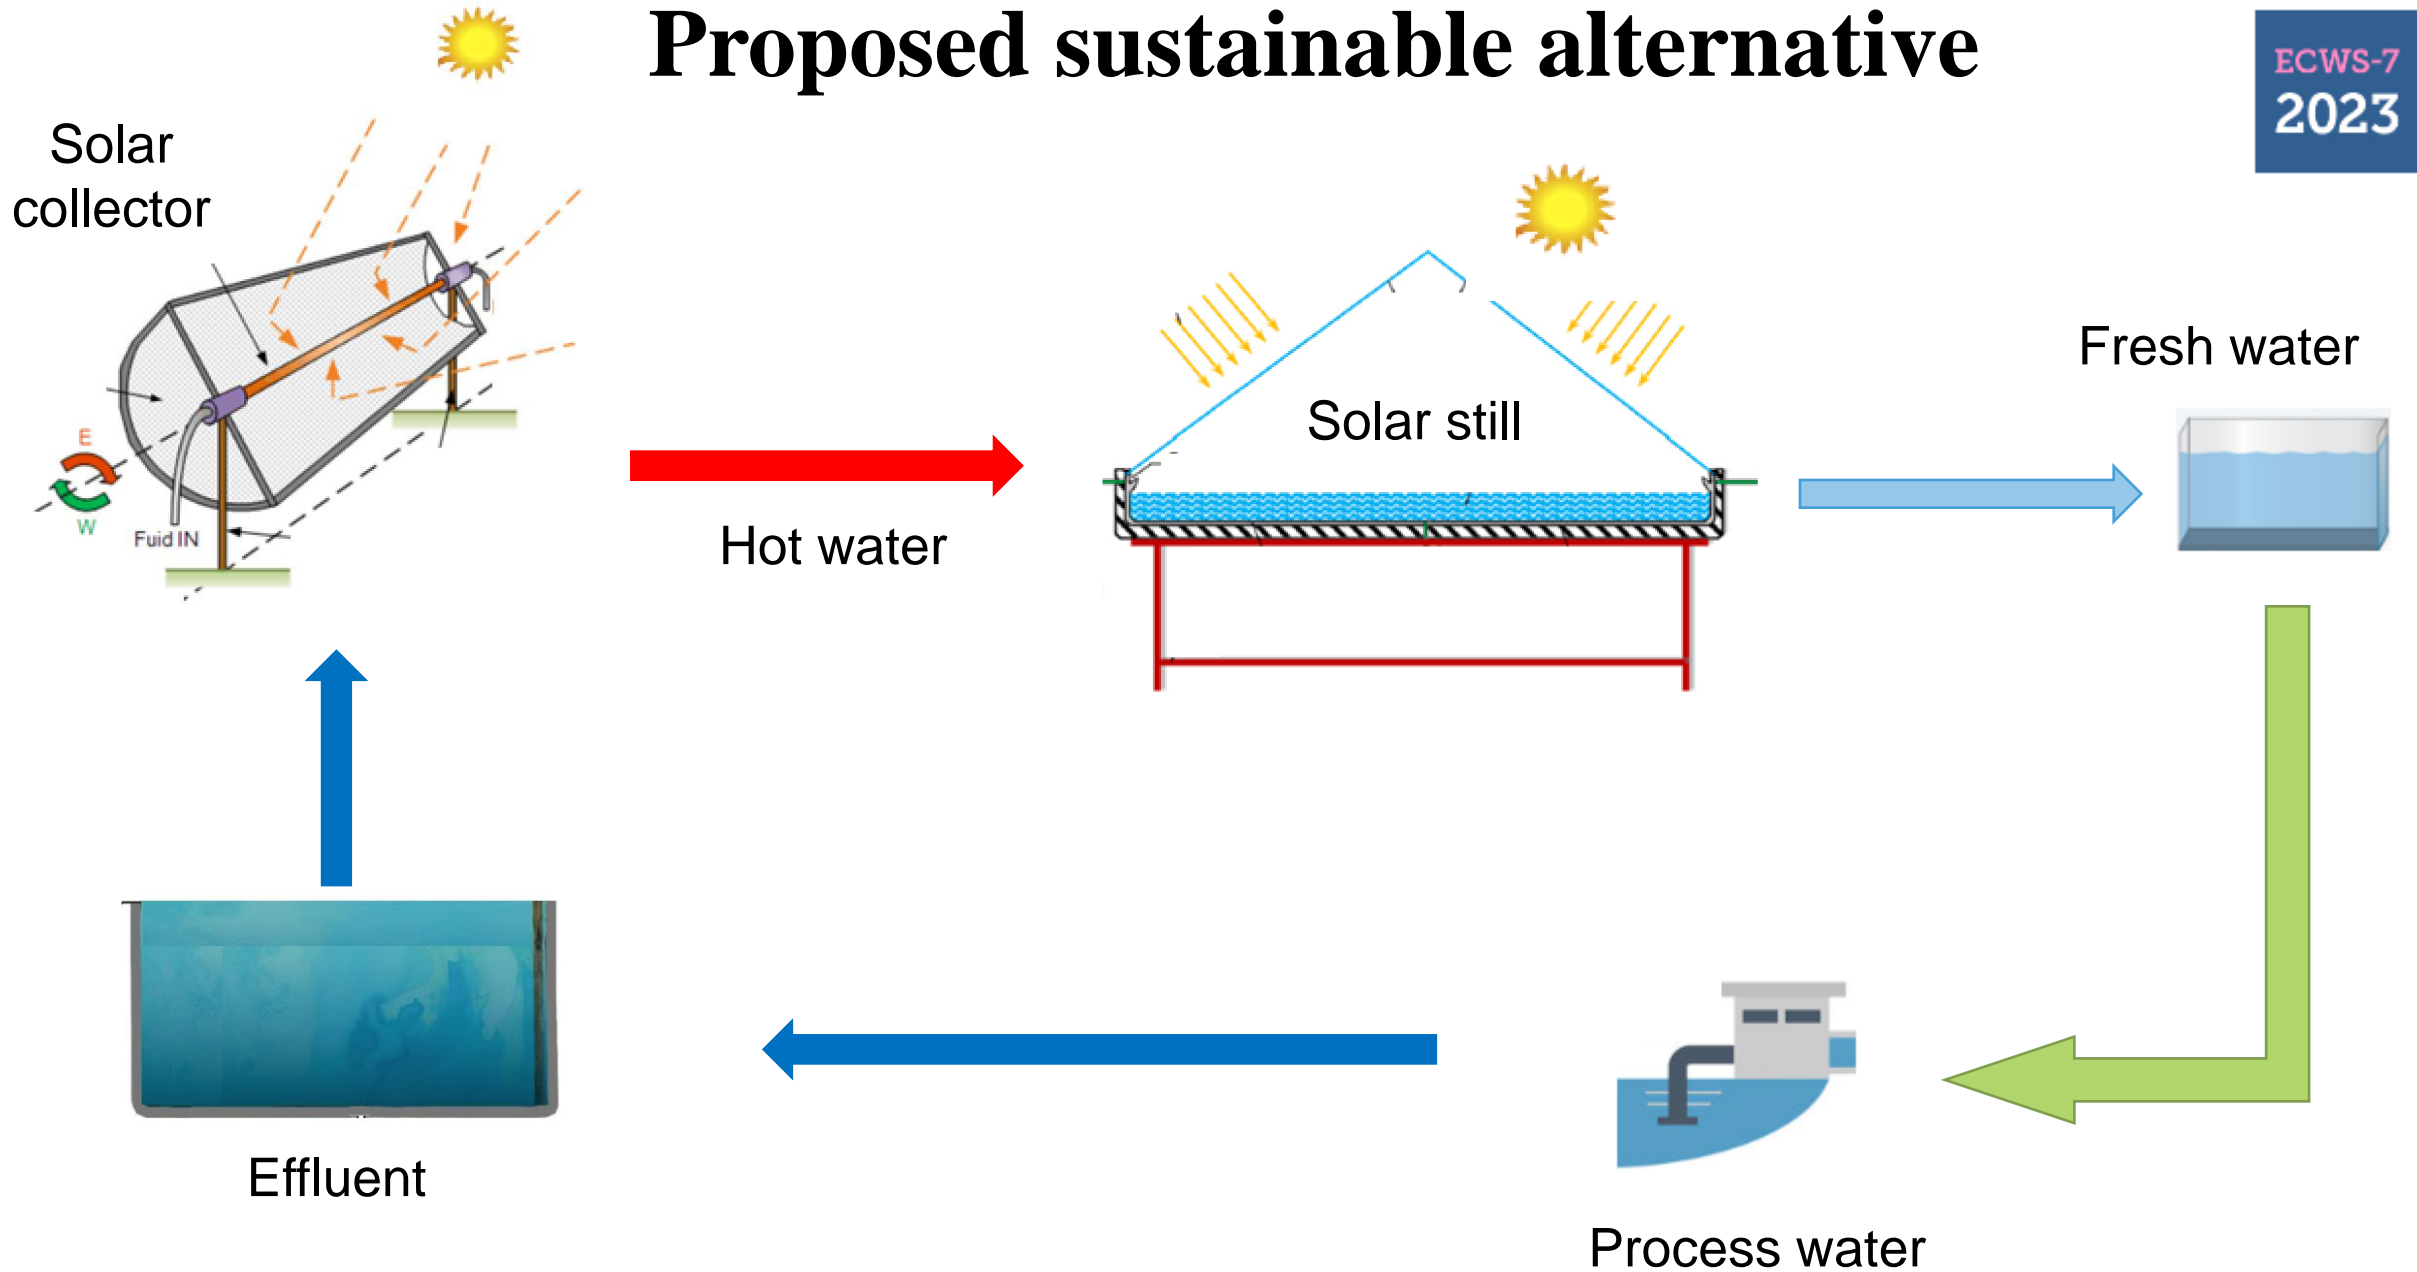 Proposed sustainable alternative
ECWS-7
2023
Solar
collector
E
W
Fuid IN
Hot water
Solar still
Fresh water
Effluent
Process water